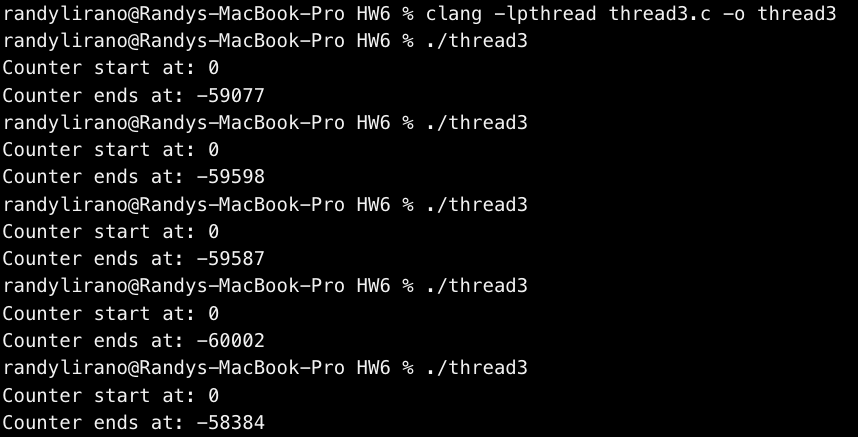 randylirano@Randys-MacBook-Pro HW6 % clang -lpthread thread3.c -o thread3
randylirano@Randys-MacBook-Pro HW6 % ./thread3
Counter start at: 0
Counter ends at: -59077
randylirano@Randys-MacBook-Pro HW6 % ./thread3
Counter start at: 0
Counter ends at: -59598
randylirano@Randys-MacBook-Pro HW6 % ./thread3
Counter start at: 0
Counter ends at: -59587
randylirano@Randys-MacBook-Pro HW6 % ./thread3
Counter start at: 0
Counter ends at: -60002
randylirano@Randys-MacBook-Pro HW6 % ./thread3
Counter start at: 0
Counter ends at: -58384